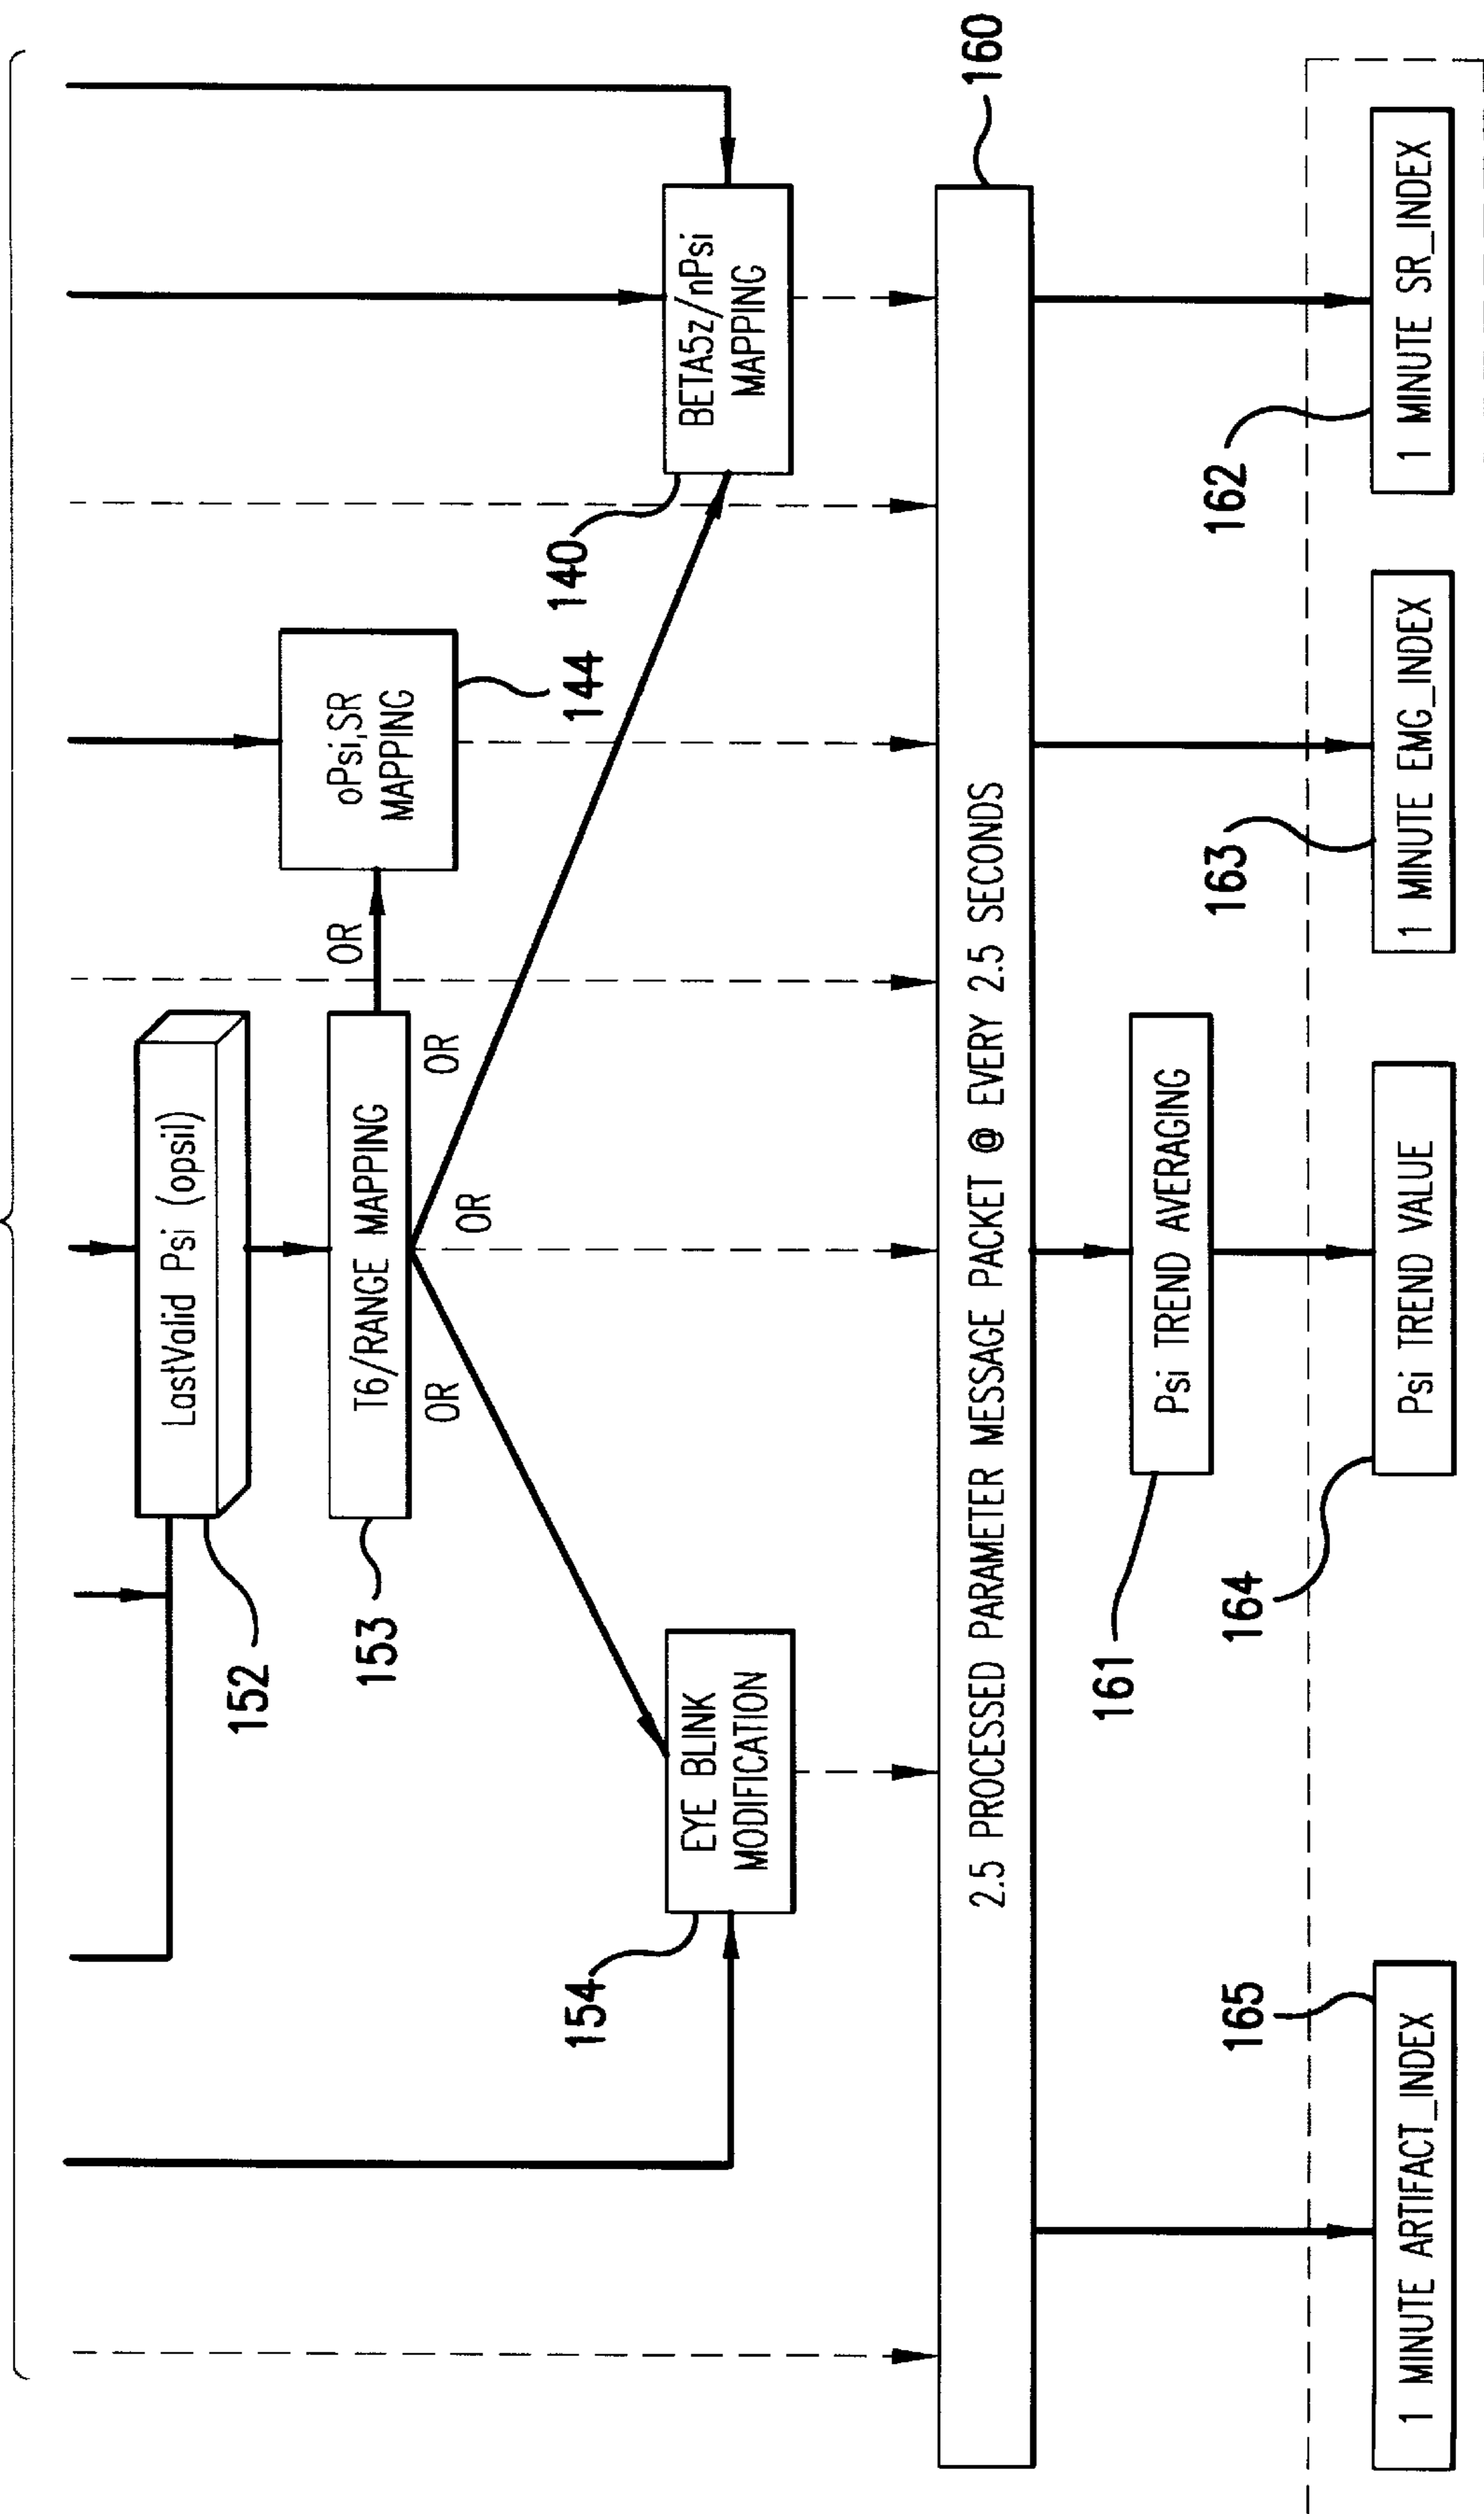 LastValid Psi (opsil)
152
T6/RANGE MAPPING
153
OR
OR
OR
OR
oPsi,SR
MAPPING
144
EYE BLINK
MODIFICATION
154
BETA5z/nPsi
MAPPING
140
2.5 PROCESSED PARAMETER MESSAGE PACKET @ EVERY 2.5 SECONDS
160
Psi TREND AVERAGING
161
165
164
163
162
1 MINUTE ARTIFACT_INDEX
Psi TREND VALUE
1 MINUTE EMG_INDEX
1 MINUTE SR_INDEX